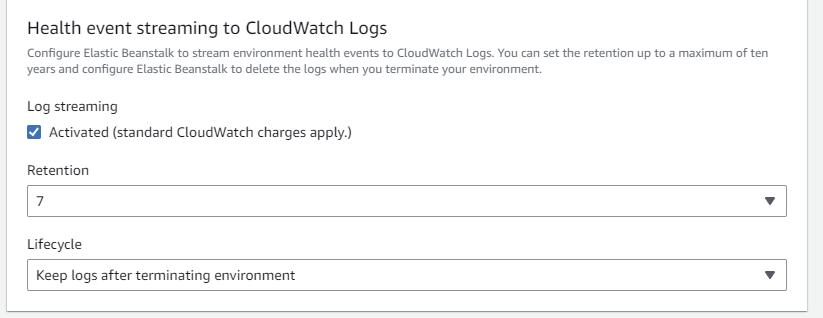 Health event streaming to CloudWatch Logs
Configure Elastic Beanstalk to stream environment health events to CloudWatch Logs. You can set the retention up to a maximum of ten
years and configure Elastic Beanstalk to delete the logs when you terminate your environment.
Log streaming
Activated (standard CloudWatch charges apply.)
Retention
7
Lifecycle
Keep logs after terminating environment